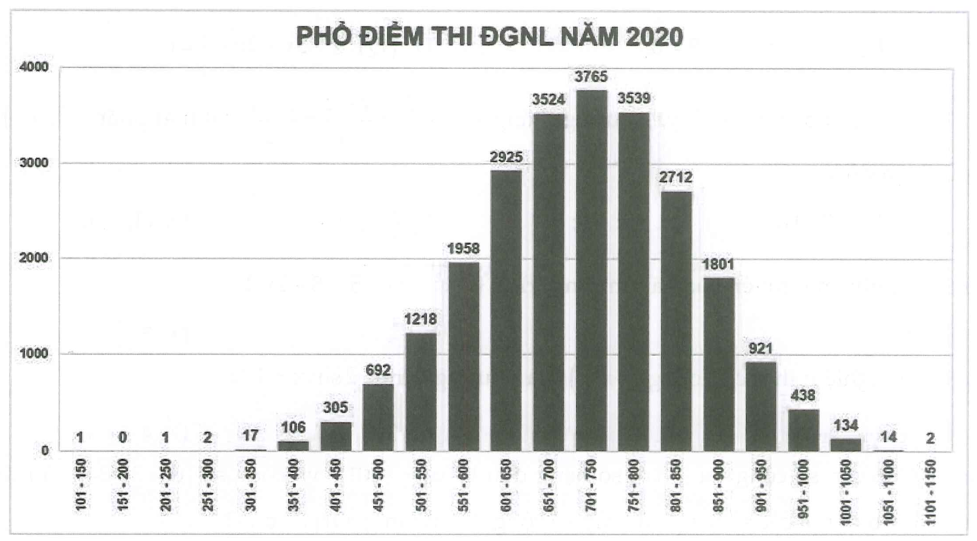 PHỔ ĐIỂM THI ĐGNL NĂM 2020
4000
3000
2000
1000
0
1
0
1
2
17
106
305
692
1218
1958
2925
3524
3765
3539
2712
1801
921
438
134
14
2
101 - 150
151 - 200
201 - 250
251 - 300
301 - 350
351 - 400
401 - 450
451 - 500
501 - 550
551 - 600
601 - 650
651 - 700
701 - 750
751 - 800
801 - 850
851 - 900
901 - 950
951 - 1000
1001 - 1050
1051 - 1100
1101 - 1150